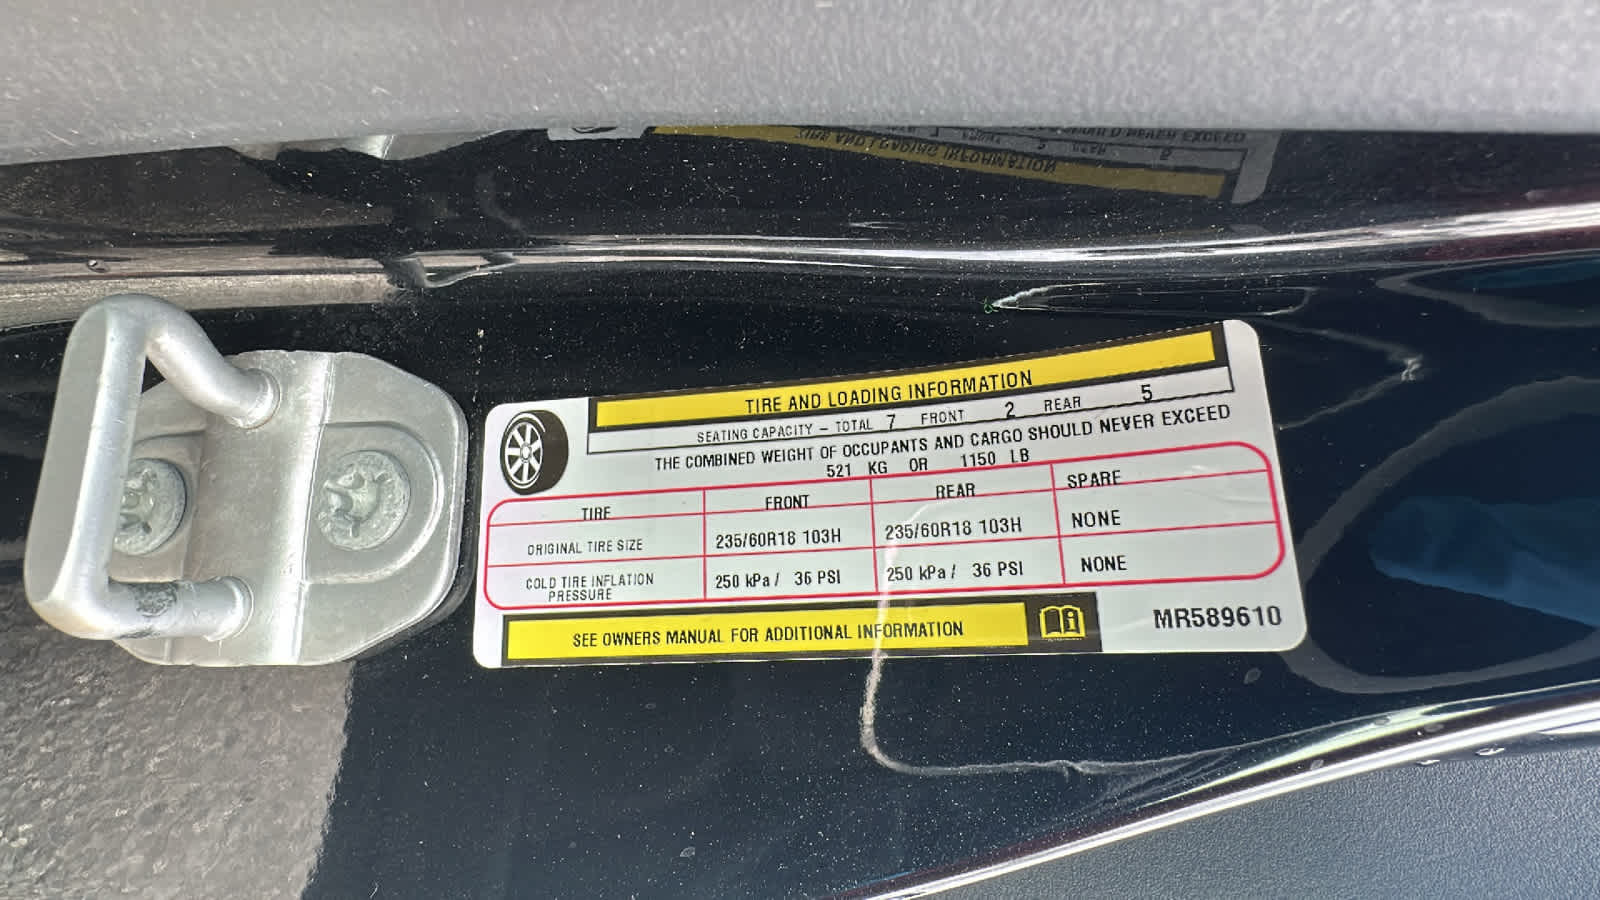 TIRE AND LOADING INFORMATION
SEATING CAPACITY – TOTAL 7 FRONT 2 REAR 5
THE COMBINED WEIGHT OF OCCUPANTS AND CARGO SHOULD NEVER EXCEED
521 KG OR 1150 LB
TIRE FRONT REAR SPARE
ORIGINAL TIRE SIZE 235/60R18 103H 235/60R18 103H NONE
COLD TIRE INFLATION PRESSURE 250 kPa / 36 PSI 250 kPa / 36 PSI NONE
SEE OWNERS MANUAL FOR ADDITIONAL INFORMATION
MR589610